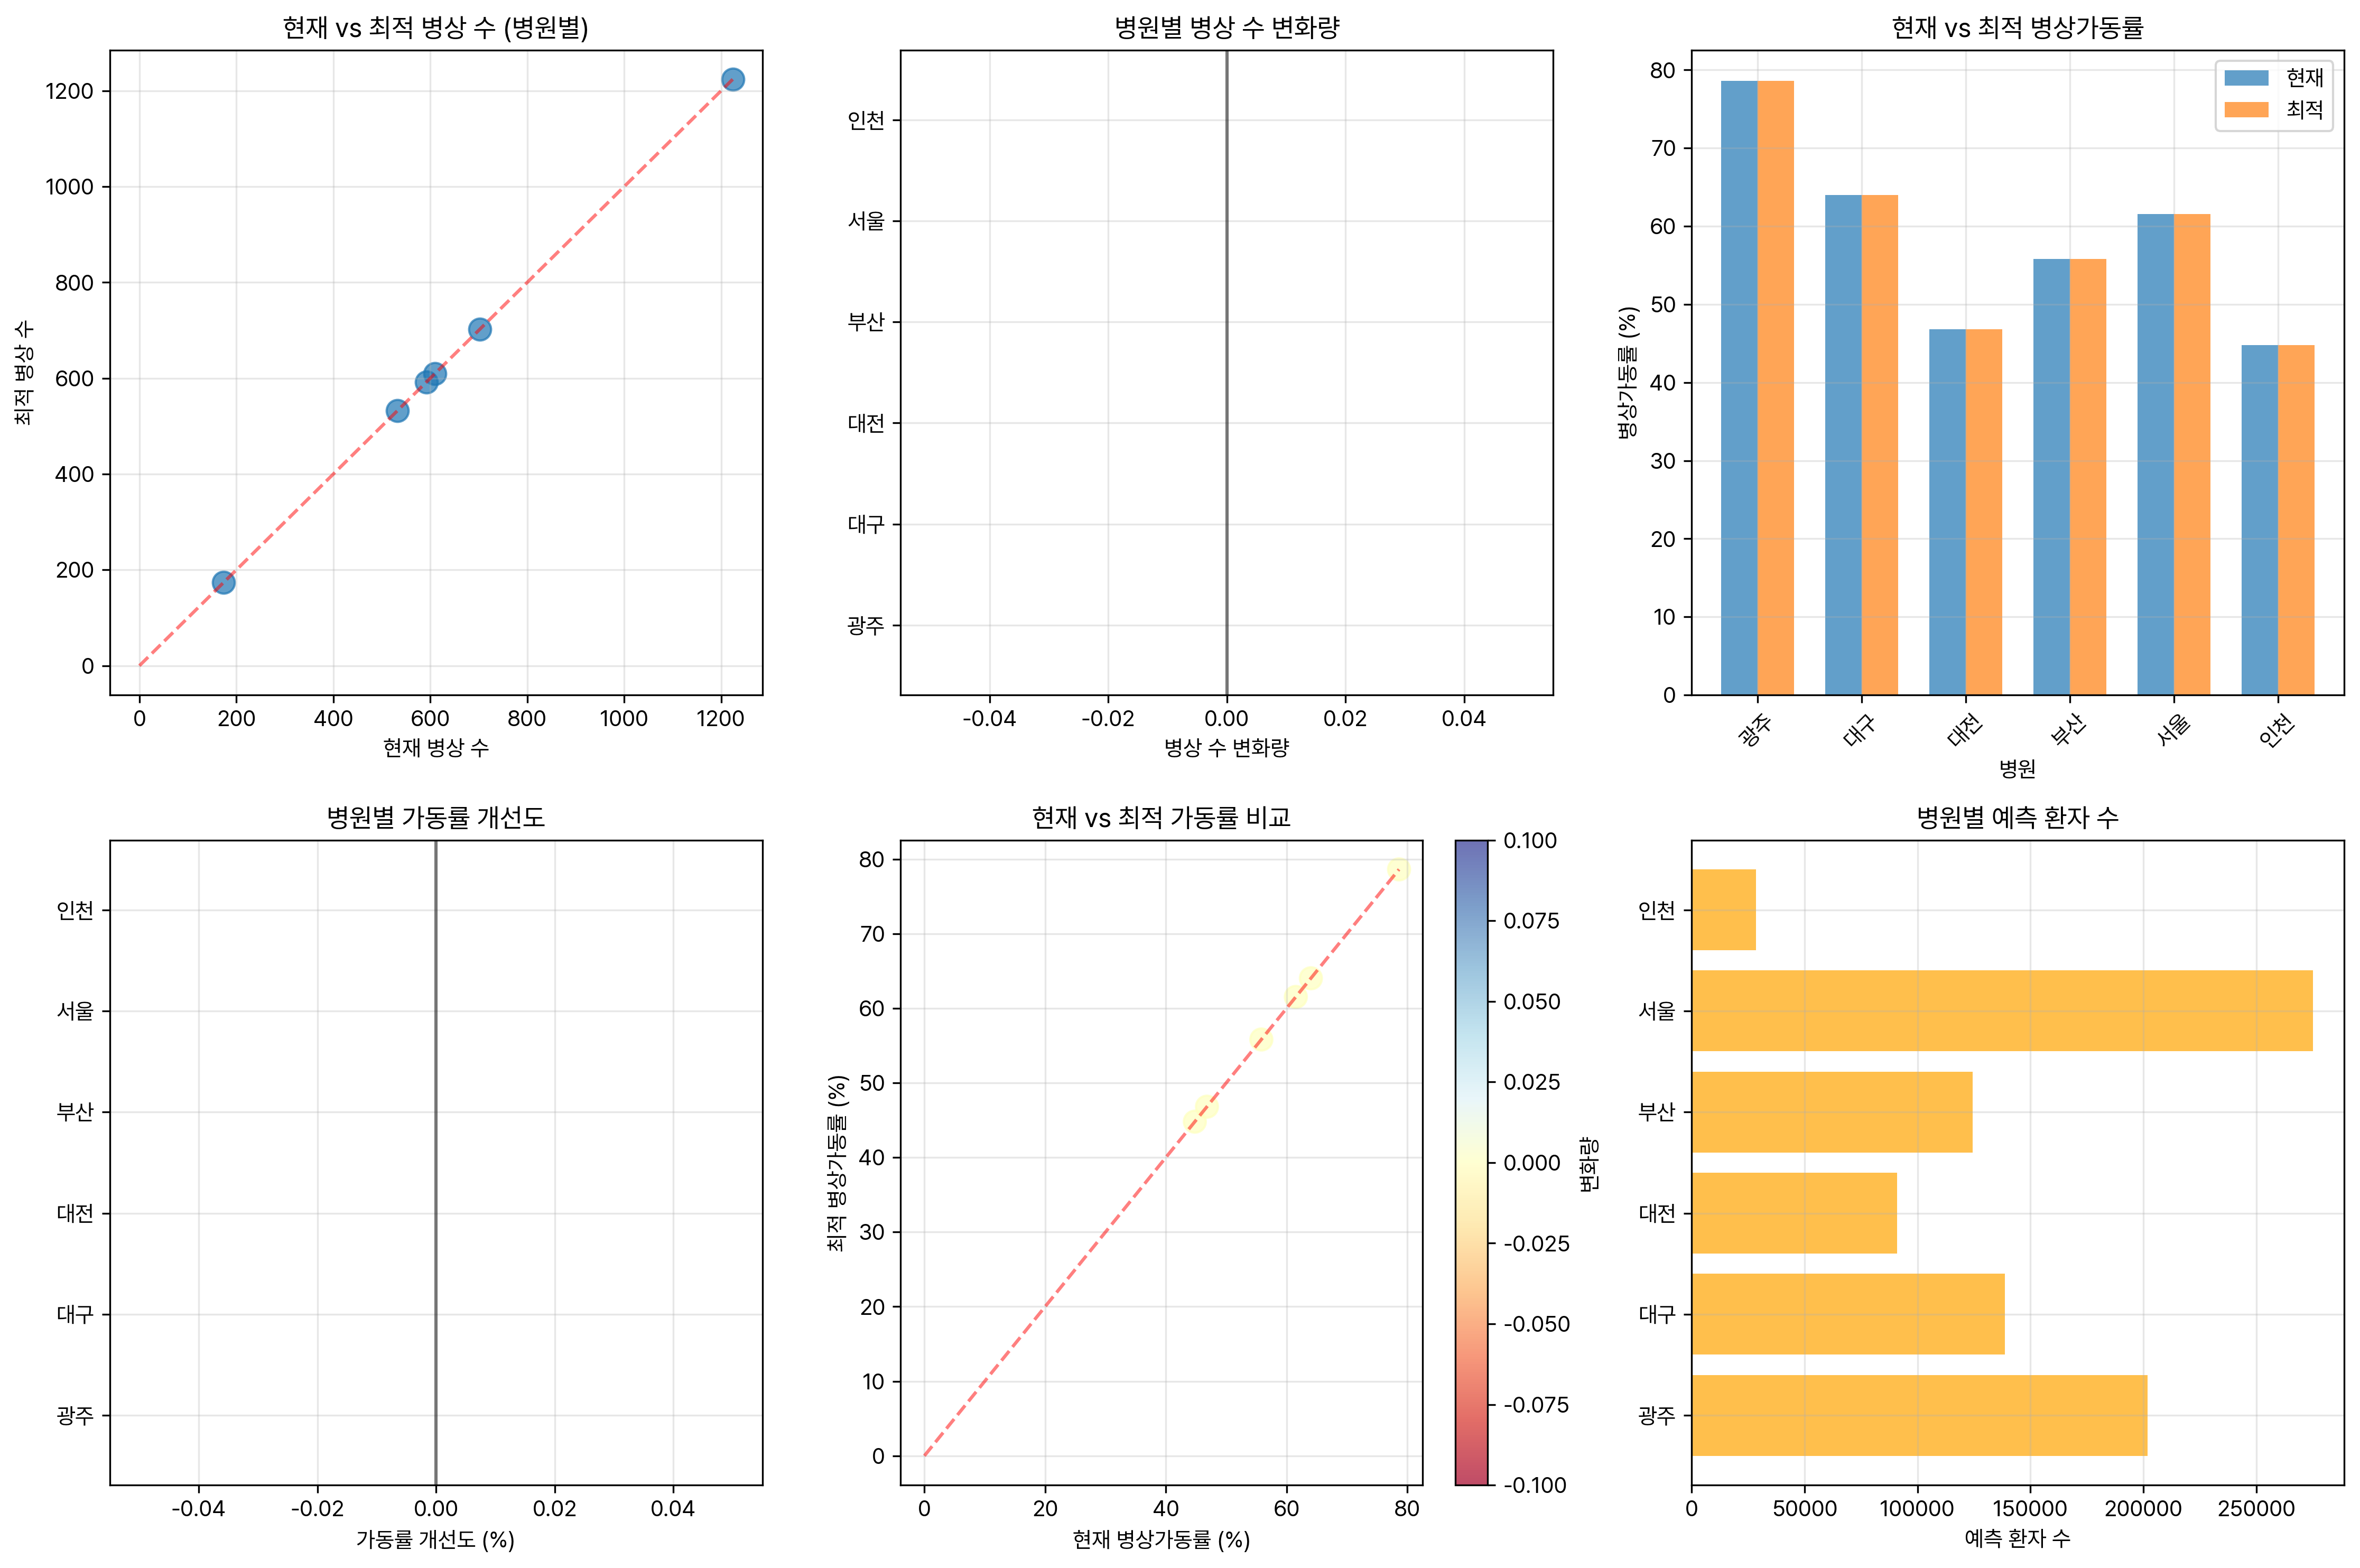 현재 vs 최적 병상 수 (병원별)
최적 병상 수
1200
1000
800
600
400
200
0
0 200 400 600 800 1000 1200
현재 병상 수
병원별 병상 수 변화량
인천
서울
부산
대전
대구
광주
-0.04 -0.02 0.00 0.02 0.04
병상 수 변화량
현재 vs 최적 병상가동률
현재
최적
병상가동률 (%)
80
70
60
50
40
30
20
10
0
광주 대구 대전 부산 서울 인천
병원
병원별 가동률 개선도
인천
서울
부산
대전
대구
광주
-0.04 -0.02 0.00 0.02 0.04
가동률 개선도 (%)
현재 vs 최적 가동률 비교
최적 병상가동률 (%)
80
70
60
50
40
30
20
10
0
0 20 40 60 80
현재 병상가동률 (%)
0.100
0.075
0.050
0.025
0.000
-0.025
-0.050
-0.075
-0.100
변화량
병원별 예측 환자 수
인천
서울
부산
대전
대구
광주
0 50000 100000 150000 200000 250000
예측 환자 수